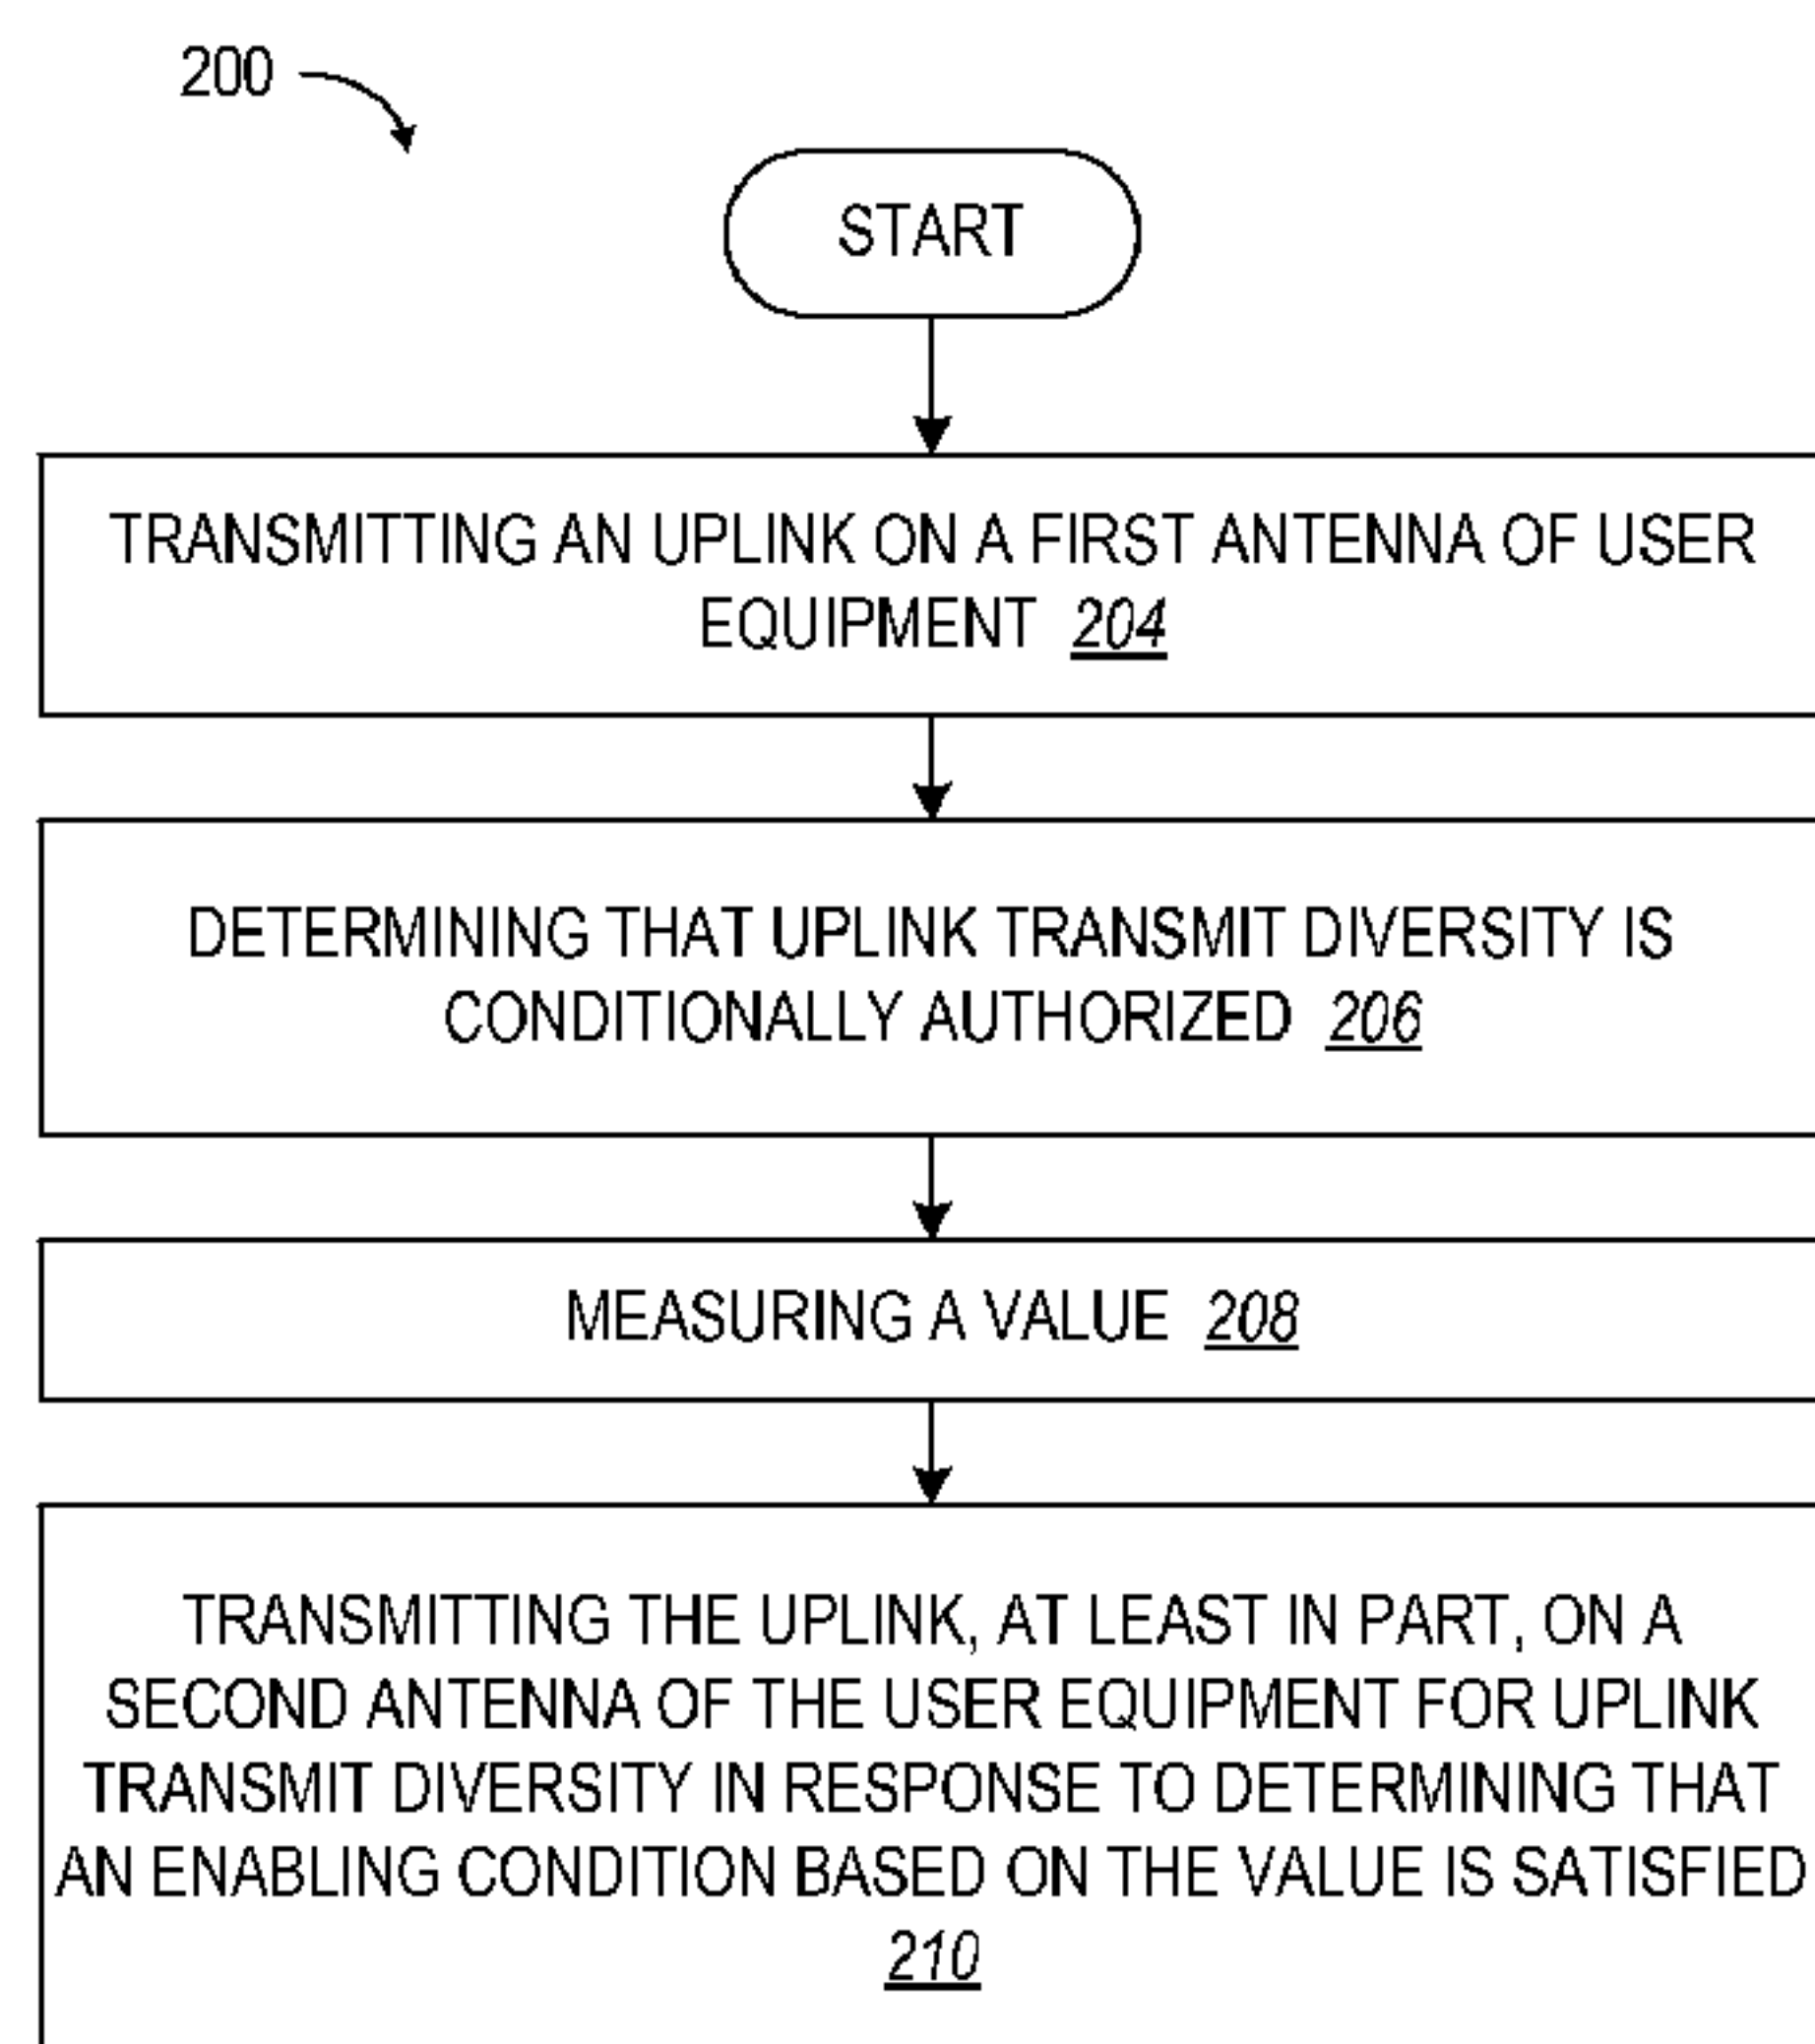 200
START
TRANSMITTING AN UPLINK ON A FIRST ANTENNA OF USER
EQUIPMENT 204
DETERMINING THAT UPLINK TRANSMIT DIVERSITY IS
CONDITIONALLY AUTHORIZED 206
MEASURING A VALUE 208
TRANSMITTING THE UPLINK, AT LEAST IN PART, ON A
SECOND ANTENNA OF THE USER EQUIPMENT FOR UPLINK
TRANSMIT DIVERSITY IN RESPONSE TO DETERMINING THAT
AN ENABLING CONDITION BASED ON THE VALUE IS SATISFIED
210